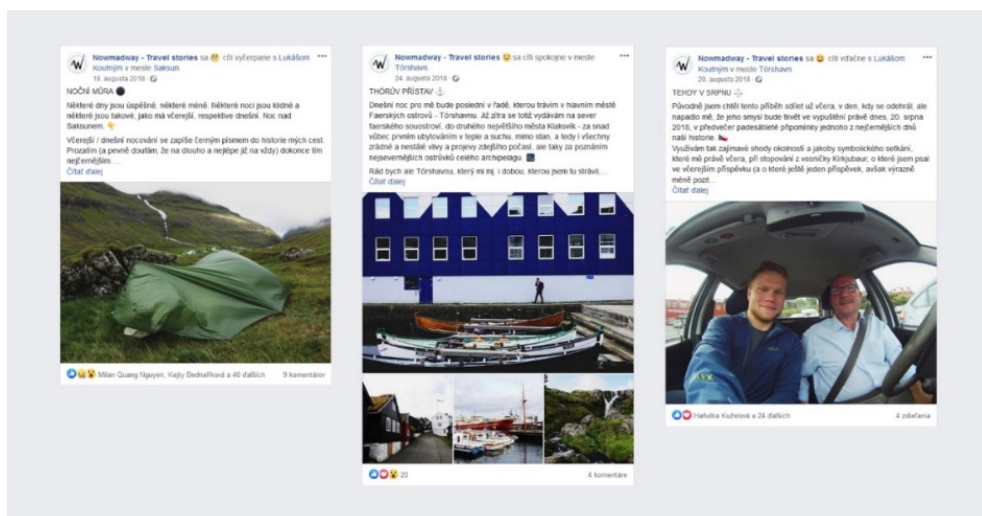 Nowmadway - Travel stories sa 😫 cíti vyčerpane s Lukášom
Koutným v meste Saksun.
18. augusta 2018 ·
NOČNÍ MŮRA 🌑
Některé dny jsou úspěšné, některé méně. Některé noci jsou klidné a
některé jsou takové, jako má včerejší, respektive dnešní. Noc nad
Saksunem. 👇
Včerejší / dnešní nocování se zapíše černým písmem do historie mých cest.
Prozatím (a pevně doufám, že na dlouho a nejlépe již na vždy) dokonce tím
nejčernějším. ...
Čítať ďalej
Milan Quang Nguyen, Kejty Bednaříková a 40 ďalších
9 komentárov
Nowmadway - Travel stories sa 😌 cíti spokojne v meste
Tórshavn.
24. augusta 2018 ·
THÓRŮV PŘÍSTAV ⚓
Dnešní noc pro mě bude poslední v řadě, kterou trávím v hlavním městě
Faerských ostrovů - Tórshavnu. Již zítra se totiž vydávám na sever
faerského souostroví, do druhého největšího města Klaksvík - za snad
vůbec prvním ubytováním v teple a suchu, mimo stan, a tedy i všechny
zrádné a nestálé vlivy a projevy zdejšího počasí, ale taky za poznáním
nejsevernějších ostrůvků celého archipelagu.
Rád bych ale Tórshavnu, který mi mj. i dobou, kterou jsem tu strávil,...
Čítať ďalej
20
4 komentáre
Nowmadway - Travel stories sa 😀 cíti vďačne s Lukášom
Koutným v meste Tórshavn.
20. augusta 2018 ·
TEHDY V SRPNU
Původně jsem chtěl tento příběh sdílet už včera, v den, kdy se odehrál, ale
napadlo mě, že jeho smysl bude tkvět ve vypuštění právě dnes, 20. srpna
2018, v předvečer padesátileté připomínky jednoho z nejčernějších dnů
naší historie. 🇨🇿
Využívám tak zajímavé shody okolností a jakoby symbolického setkání,
které mě právě včera, při stopování z vesničky Kirkjubøur, o které jsem psal
ve včerejším příspěvku (a o které ještě jeden příspěvek, avšak výrazně
méně pozit...
Čítať ďalej
Kuželová a 24 ďalších
4 zdieľania